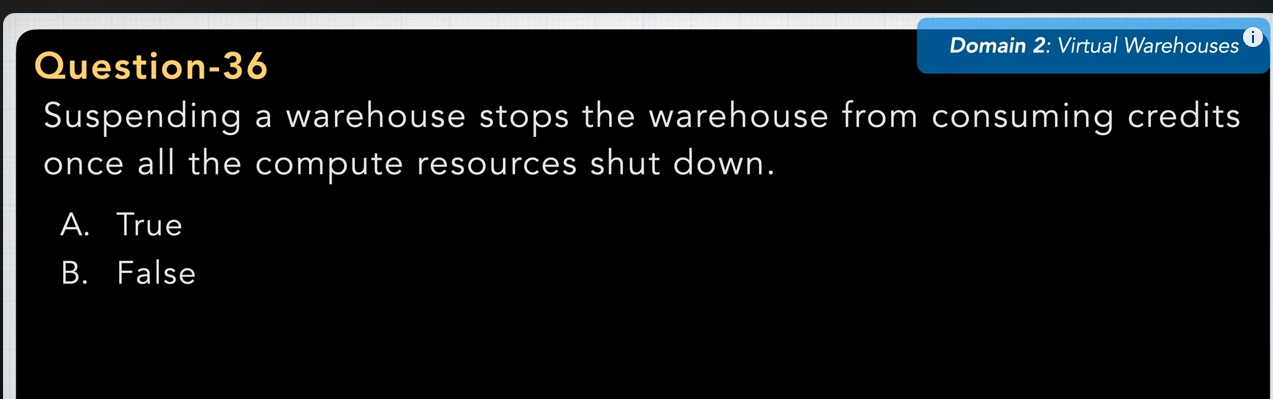 Domain 2: Virtual Warehouses
Question-36
Suspending a warehouse stops the warehouse from consuming credits
once all the compute resources shut down.
A. True
B. False